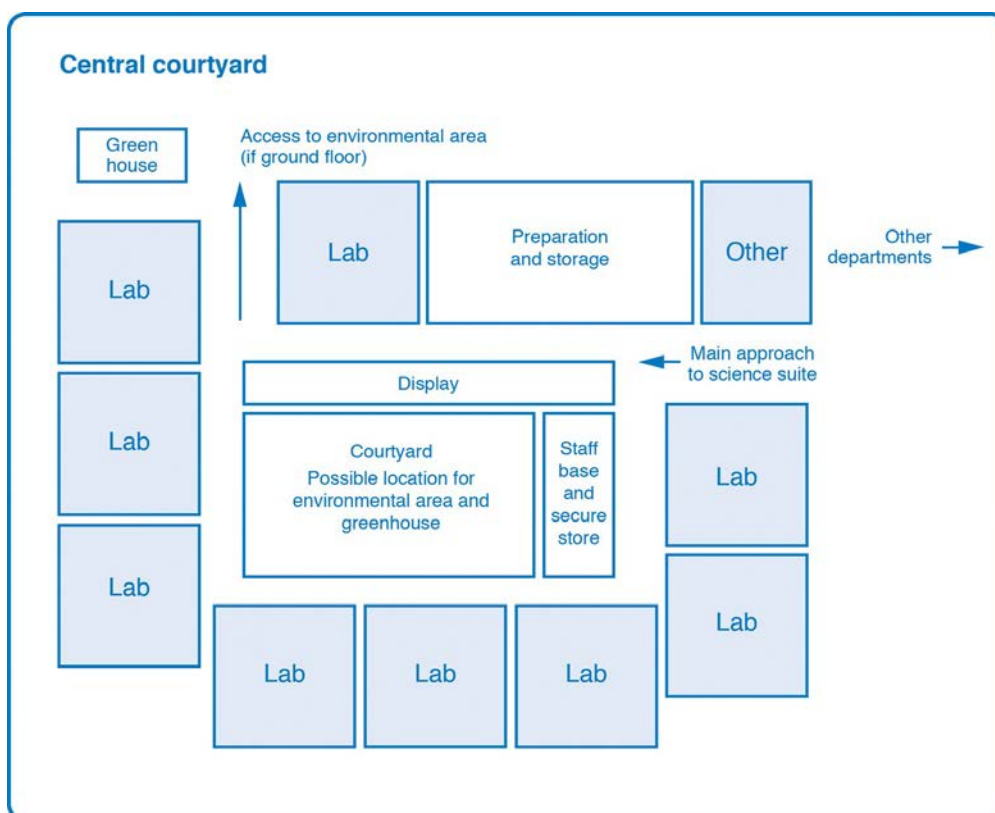 Central courtyard
Green
house
Access to environmental area
(if ground floor)
Lab
Preparation
and storage
Other
Other
departments
Lab
Main approach
to science suite
Display
Lab
Courtyard
Possible location for
environmental area and
greenhouse
Staff
base
and
secure
store
Lab
Lab
Lab
Lab
Lab
Lab